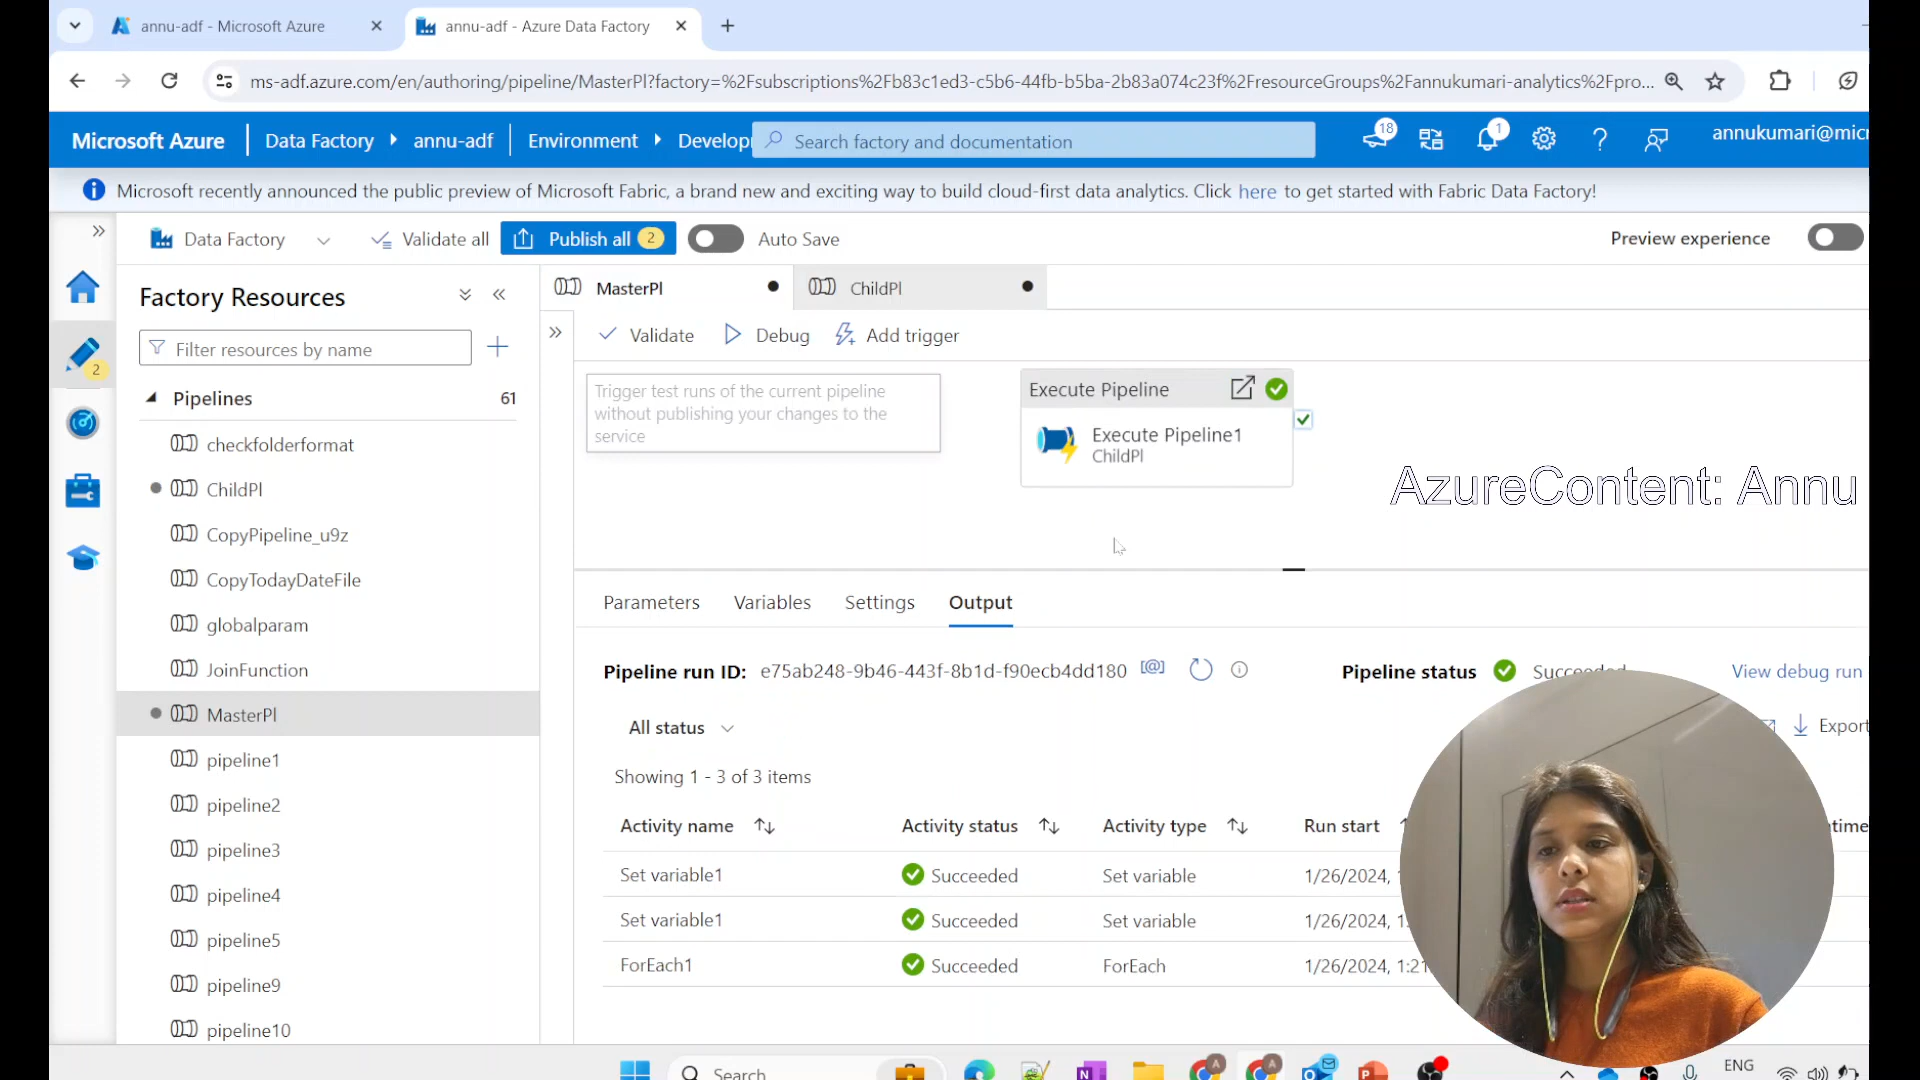 annu-adf - Microsoft Azure
annu-adf - Azure Data Factory
ms-adf.azure.com/en/authoring/pipeline/MasterPl?factory=%2Fsubscriptions%2Fb83c1ed3-c5b6-44fb-b5ba-2b83a074c23f%2FresourceGroups%2Fannukumari-analytics%2Fpro...
Microsoft Azure
Data Factory
annu-adf
Environment
Develop
Search factory and documentation
18
1
annukumari@micr
Microsoft recently announced the public preview of Microsoft Fabric, a brand new and exciting way to build cloud-first data analytics. Click here to get started with Fabric Data Factory!
Data Factory
Validate all
Publish all 2
Auto Save
Preview experience
Factory Resources
MasterPl
ChildPl
Filter resources by name
Validate
Debug
Add trigger
2
Pipelines 61
Trigger test runs of the current pipeline
without publishing your changes to the
service
Execute Pipeline
Execute Pipeline1
ChildPl
AzureContent: Annu
checkfolderformat
ChildPl
CopyPipeline_u9z
CopyTodayDateFile
globalparam
JoinFunction
MasterPl
pipeline1
pipeline2
pipeline3
pipeline4
pipeline5
pipeline9
pipeline10
Parameters
Variables
Settings
Output
Pipeline run ID: e75ab248-9b46-443f-8b1d-f90ecb4dd180
Pipeline status
View debug run
All status
Export
Showing 1 - 3 of 3 items
Activity name
Activity status
Activity type
Run start
Set variable1 Succeeded Set variable 1/26/2024,
Set variable1 Succeeded Set variable 1/26/2024,
ForEach1 Succeeded ForEach 1/26/2024, 1:21
Search
ENG